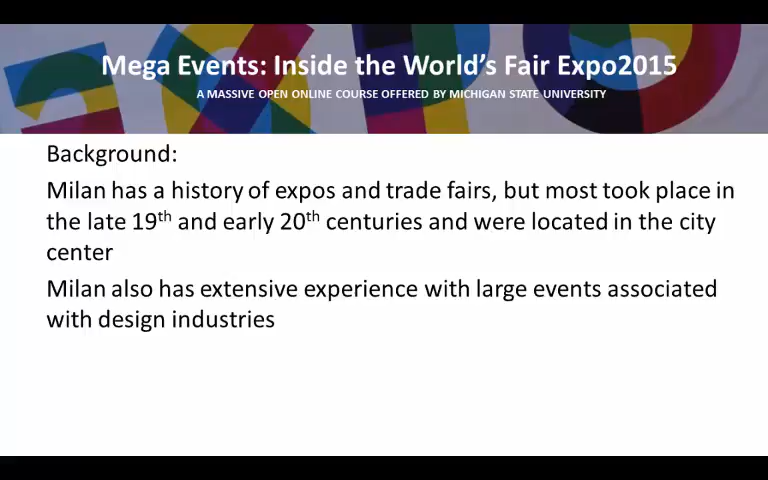 Mega Events: Inside the World's Fair Expo2015
A MASSIVE OPEN ONLINE COURSE OFFERED BY MICHIGAN STATE UNIVERSITY
Background:
Milan has a history of expos and trade fairs, but most took place in
the late 19th and early 20th centuries and were located in the city
center
Milan also has extensive experience with large events associated
with design industries